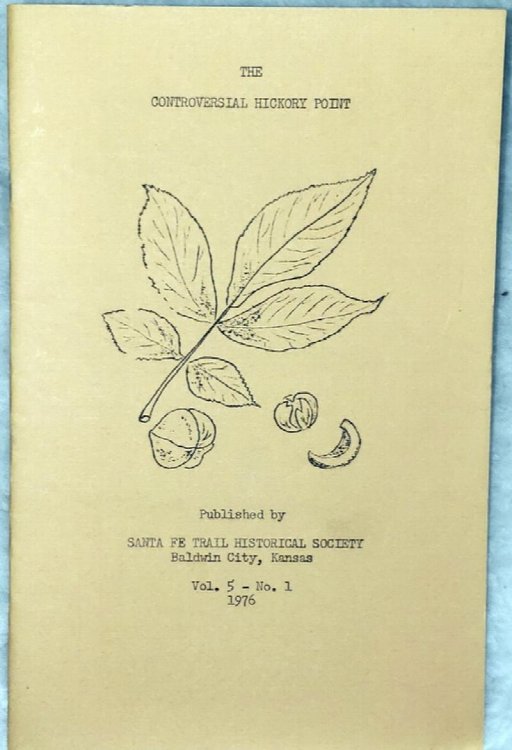 THE
CONTROVERSIAL HICKORY POINT
Published by
SANTA FE TRAIL HISTORICAL SOCIETY
Baldwin City, Kansas
Vol. 5 - No. 1
1976